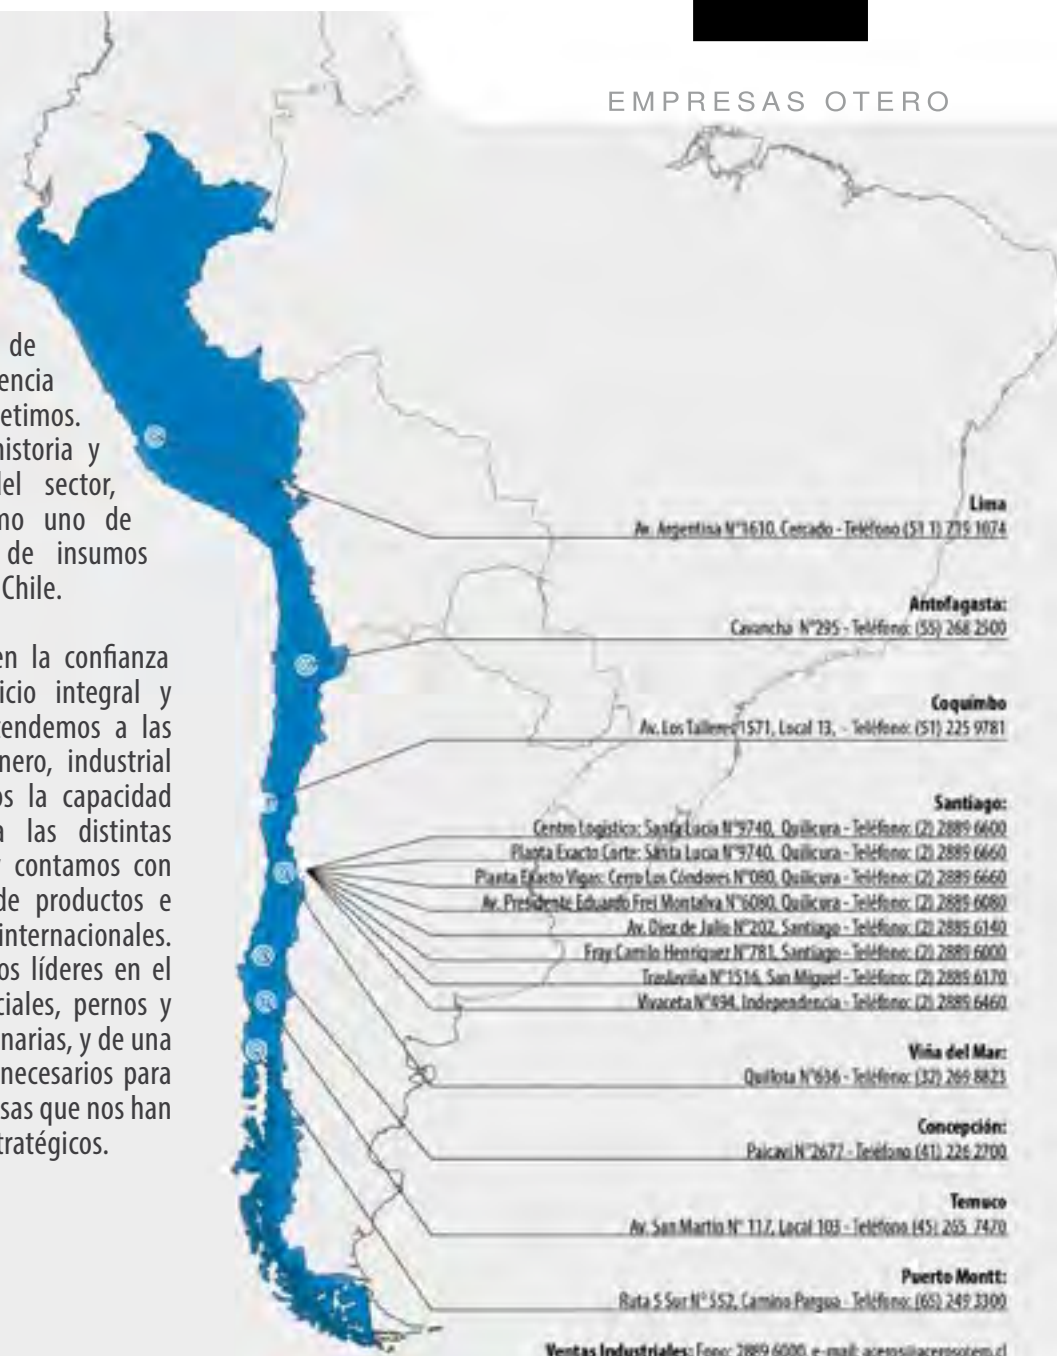 EMPRESAS OTERO
de
encia
etimos.
historia y
del sector,
mo uno de
de insumos
Chile.
en la confianza
icio integral y
tendemos a las
nero, industrial
os la capacidad
a las distintas
contamos con
de productos e
internacionales.
os líderes en el
ciales, pernos y
narias, y de una
necesarios para
sas que nos han
tratégicos.
Lima
Av. Argentina N°1610, Cercado - Teléfono (51 1) 719 1074
Antofagasta:
Cavancha N°295 - Teléfono: (55) 268 2500
Coquimbo
Av. Los Talleres 1571, Local 13, - Teléfono: (51) 225 9781
Santiago:
Centro Logístico: Santa Lucía N°9740, Quilicura - Teléfono: (2) 2889 6600
Planta Exacto Corte: Santa Lucia N°9740, Quilicura - Teléfono: (2) 2889 6660
Planta Exacto Vigas: Cerro Los Cóndores N°080, Quilicura - Teléfono: (2) 2889 6660
Av. Presidente Eduardo Frei Montalva N°6080, Quilicura - Teléfono: (2) 2889 6080
Av. Diez de Julio N°202, Santiago - Teléfono: (2) 2889 6140
Fray Camilo Henríquez N°781, Santiago - Teléfono: (2) 2889 6000
Traslaviña N°1516, San Miguel - Teléfono: (2) 2889 6170
Vivaceta N°494, Independencia - Teléfono: (2) 2889 6460
Viña del Mar:
Quillota N°636 - Teléfono: (32) 269 8823
Concepción:
Paicaví N°2677 - Teléfono (41) 226 2700
Temuco
Av. San Martín N° 117, Local 103 - Teléfono (45) 265 7470
Puerto Montt:
Ruta 5 Sur N° 552, Camino Pargua - Teléfono: (65) 249 3300
Ventas Industriales: Fono: 2889 6000, e-mail: